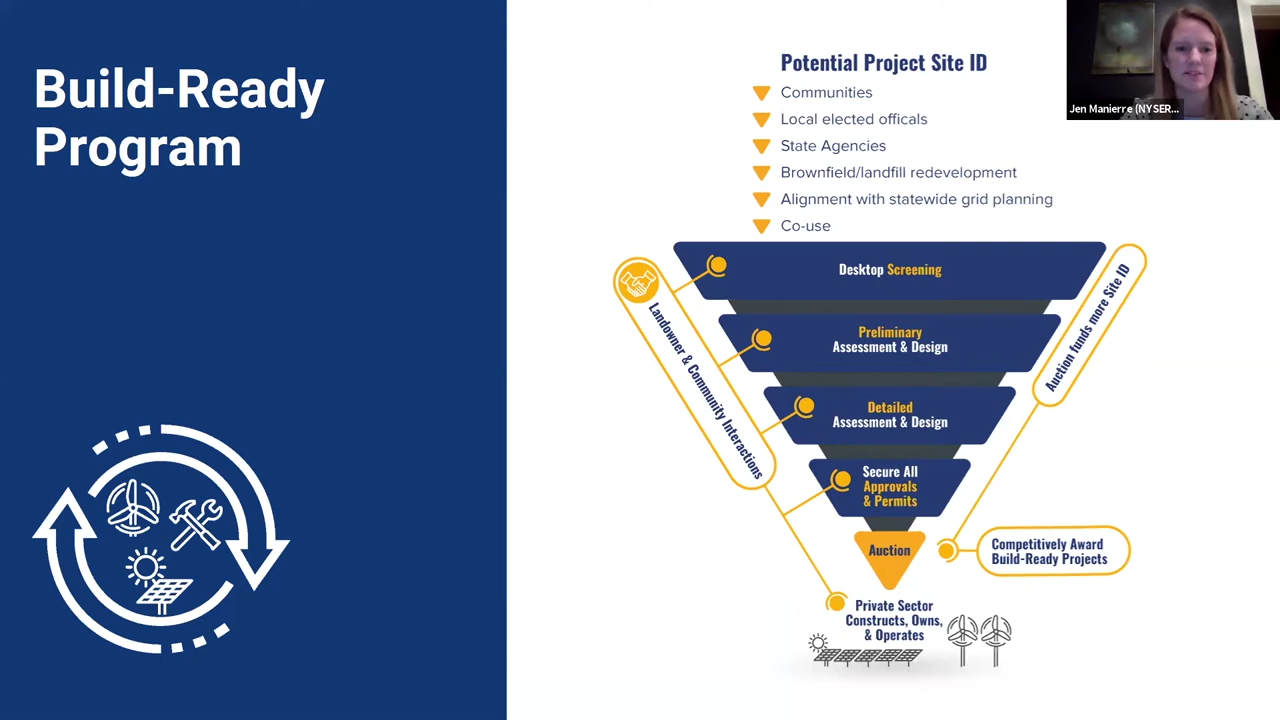 Build-Ready
Program
Potential Project Site ID
Communities
Local elected officals
State Agencies
Brownfield/landfill redevelopment
Alignment with statewide grid planning
Co-use
Desktop Screening
Preliminary
Assessment & Design
Detailed
Assessment & Design
Secure All
Approvals
& Permits
Auction
Landowner & Community Interactions
Auction funds more Site ID
Competitively Award
Build-Ready Projects
Private Sector
Constructs, Owns,
& Operates
Jen Manierre (NYSER...